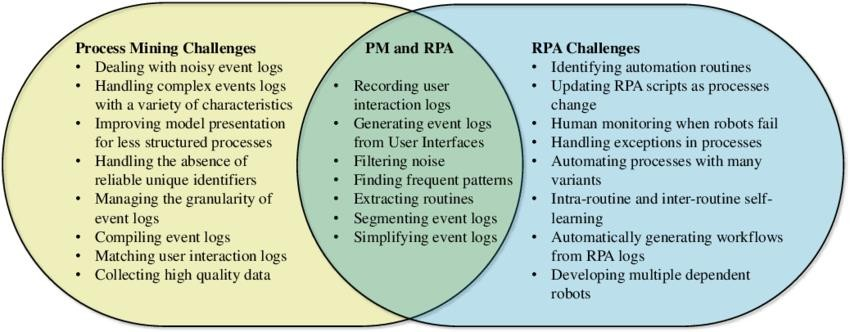 Process Mining Challenges
• Dealing with noisy event logs
• Handling complex events logs
with a variety of characteristics
• Improving model presentation
for less structured processes
• Handling the absence of
reliable unique identifiers
• Managing the granularity of
event logs
• Compiling event logs
• Matching user interaction logs
• Collecting high quality data
PM and RPA
• Recording user
interaction logs
• Generating event logs
from User Interfaces
• Filtering noise
• Finding frequent patterns
• Extracting routines
• Segmenting event logs
• Simplifying event logs
RPA Challenges
• Identifying automation routines
• Updating RPA scripts as processes
change
• Human monitoring when robots fail
• Handling exceptions in processes
• Automating processes with many
variants
• Intra-routine and inter-routine self-
learning
• Automatically generating workflows
from RPA logs
• Developing multiple dependent
robots